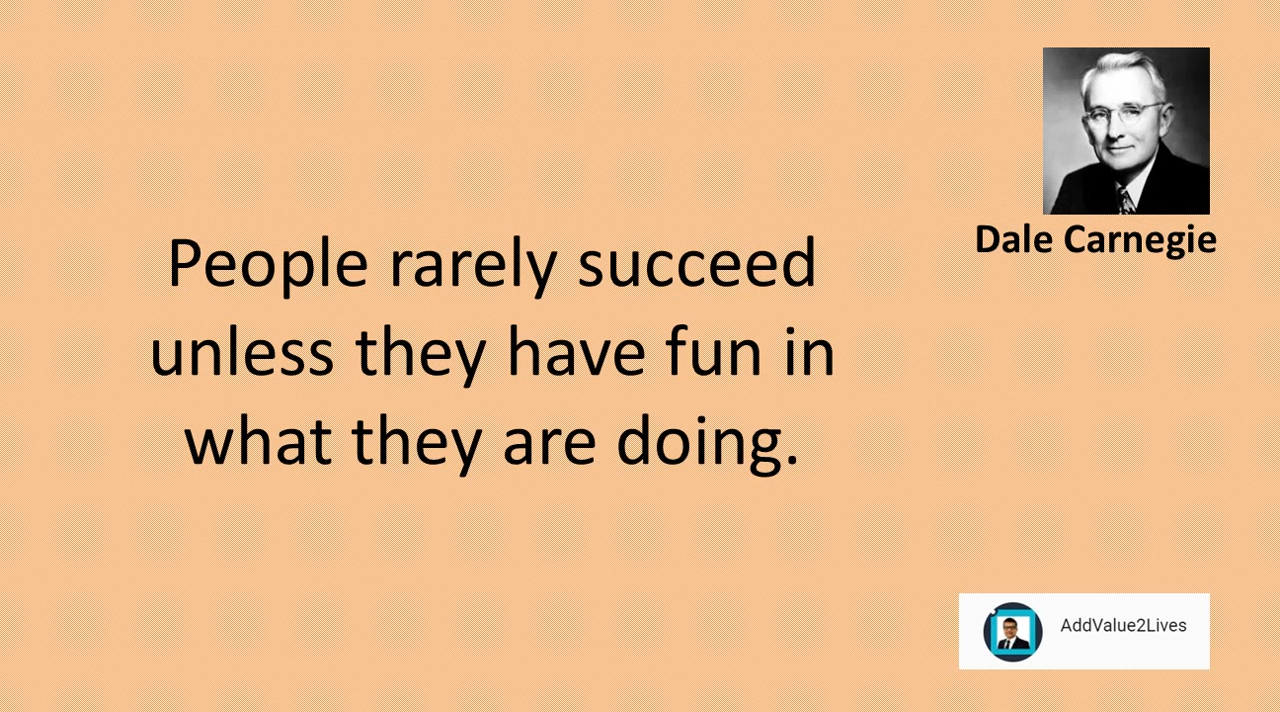 People rarely succeed
unless they have fun in
what they are doing.
Dale Carnegie
AddValue2Lives